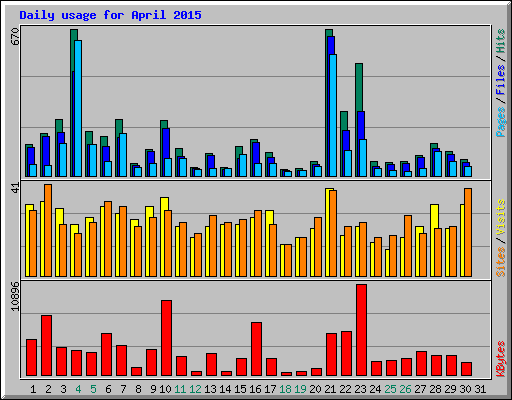 Daily usage for April 2015
670
Pages / Files / Hits
41
Sites / Visits
10896
KBytes
1 2 3 4 5 6 7 8 9 10 11 12 13 14 15 16 17 18 19 20 21 22 23 24 25 26 27 28 29 30 31